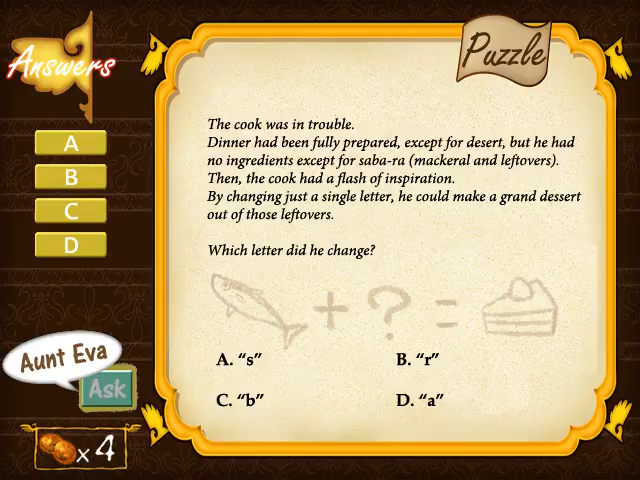 Answers
Puzzle
A
B
C
D
The cook was in trouble.
Dinner had been fully prepared, except for desert, but he had
no ingredients except for saba-ra (mackeral and leftovers).
Then, the cook had a flash of inspiration.
By changing just a single letter, he could make a grand dessert
out of those leftovers.
Which letter did he change?
+ ? =
A. “s”
B. “r”
C. “b”
D. “a”
Aunt Eva
Ask
x 4